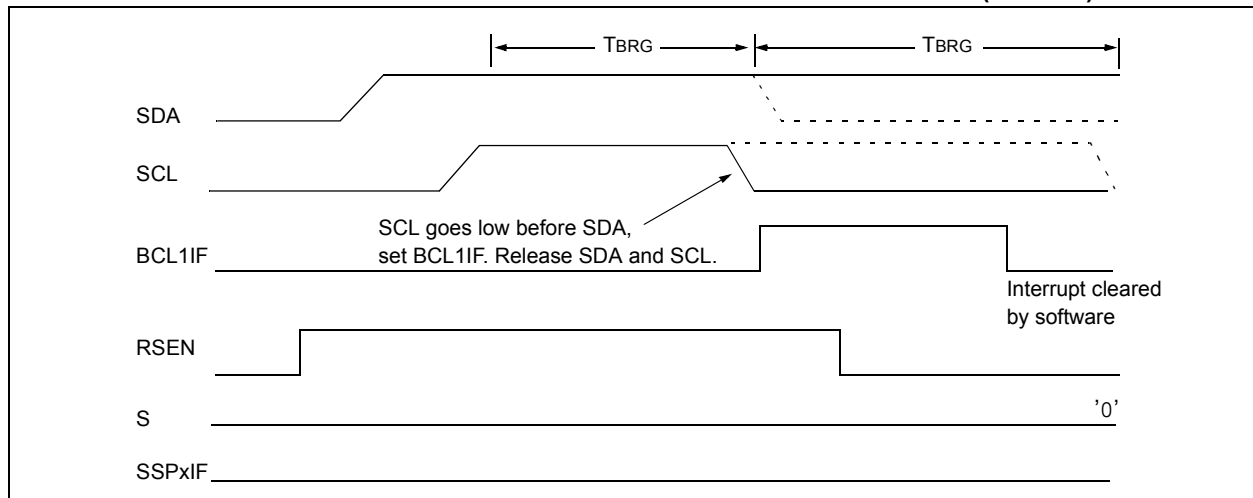 TBRG TBRG
SDA
SCL
SCL goes low before SDA,
set BCL1IF. Release SDA and SCL.
BCL1IF
Interrupt cleared
by software
RSEN
S '0'
SSPxIF